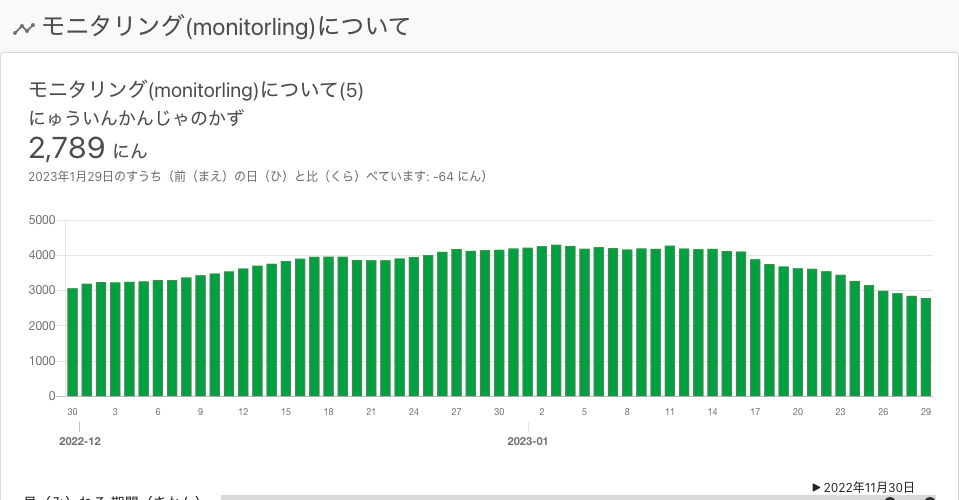 モニタリング(monitorling)について
モニタリング(monitorling)について(5)
にゅういんかんじゃのかず
2,789 にん
2023年1月29日のすうち（前（まえ）の日（ひ）と比（くら）べています: -64 にん）
5000
4000
3000
2000
1000
0
30 3 6 9 12 15 18 21 24 27 30 2 5 8 11 14 17 20 23 26 29
2022-12 2023-01
2022年11月30日